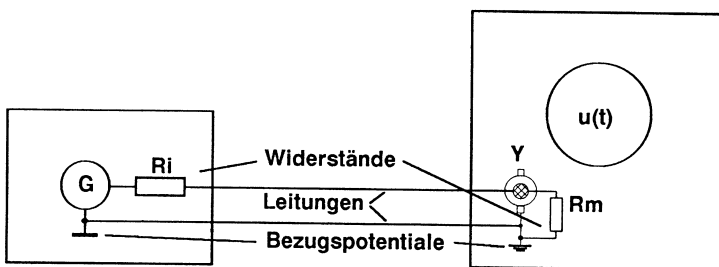 u(t)
Y
Ri
Widerstände
G
Leitungen
Rm
Bezugspotentiale